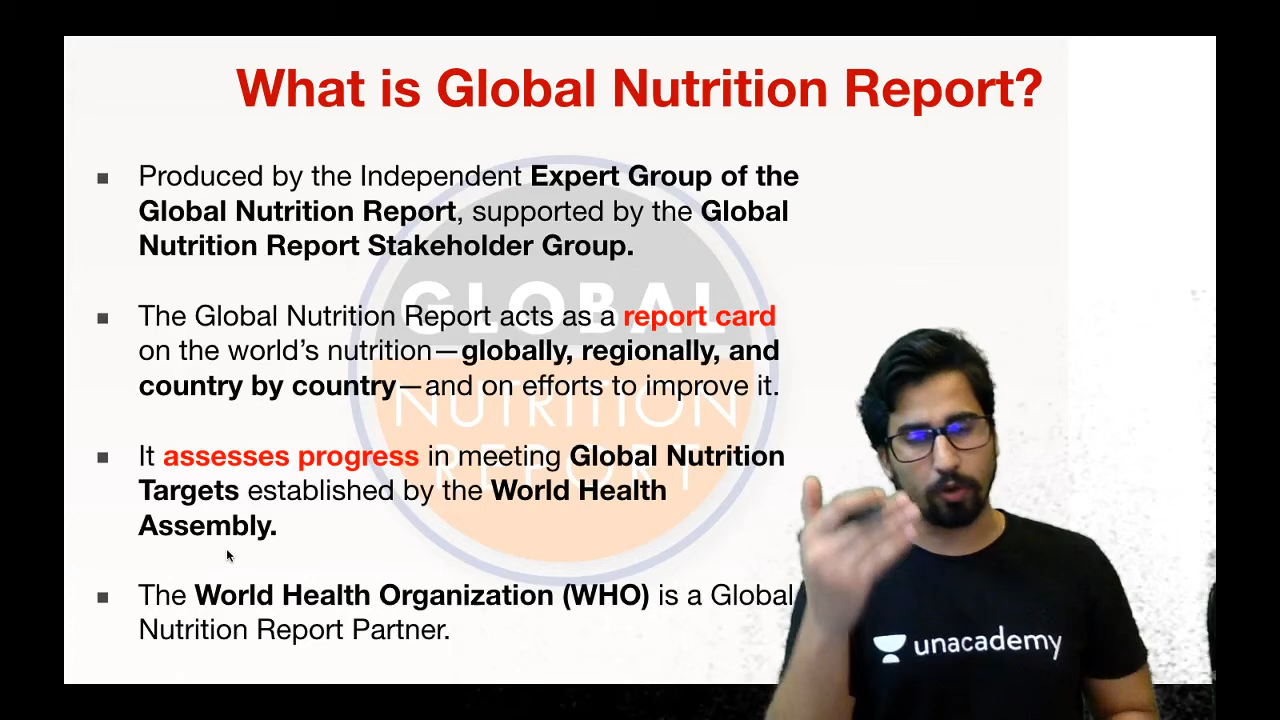 What is Global Nutrition Report?
▪ Produced by the Independent Expert Group of the
Global Nutrition Report, supported by the Global
Nutrition Report Stakeholder Group.
▪ The Global Nutrition Report acts as a report card
on the world’s nutrition—globally, regionally, and
country by country—and on efforts to improve it.
▪ It assesses progress in meeting Global Nutrition
Targets established by the World Health
Assembly.
▪ The World Health Organization (WHO) is a Global
Nutrition Report Partner.
GLOBAL
NUTRITION
REPORT
unacademy